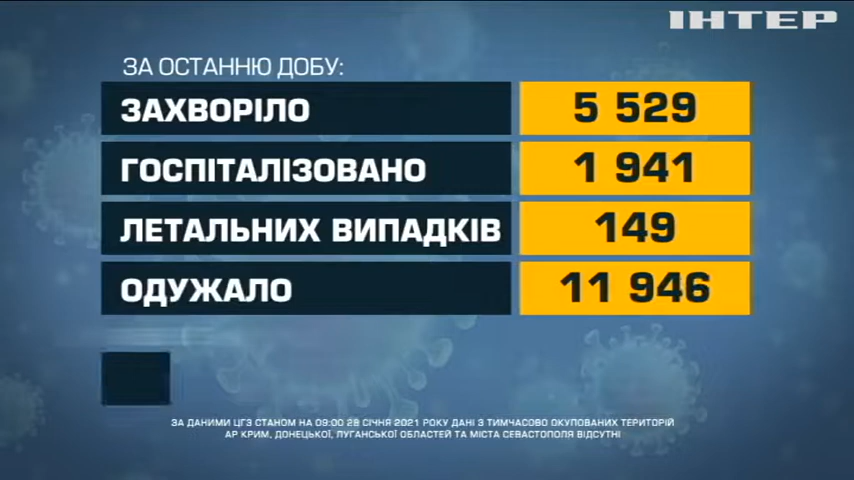 ІНТЕР
ЗА ОСТАННЮ ДОБУ:
ЗАХВОРІЛО 5 529
ГОСПІТАЛІЗОВАНО 1 941
ЛЕТАЛЬНИХ ВИПАДКІВ 149
ОДУЖАЛО 11 946
ЗА ДАНИМИ ЦГЗ СТАНОМ НА 09:00 28 СІЧНЯ 2021 РОКУ ДАНІ З ТИМЧАСОВО ОКУПОВАНИХ ТЕРИТОРІЙ
АР КРИМ, ДОНЕЦЬКОЇ, ЛУГАНСЬКОЇ ОБЛАСТЕЙ ТА МІСТА СЕВАСТОПОЛЯ ВІДСУТНІ